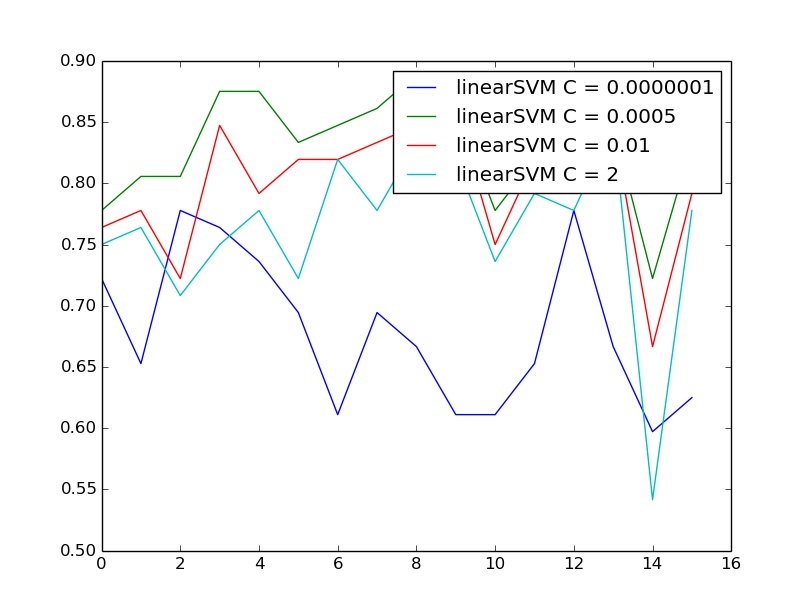 0.90
0.85
0.80
0.75
0.70
0.65
0.60
0.55
0.50
0 2 4 6 8 10 12 14 16
linearSVM C = 0.0000001
linearSVM C = 0.0005
linearSVM C = 0.01
linearSVM C = 2